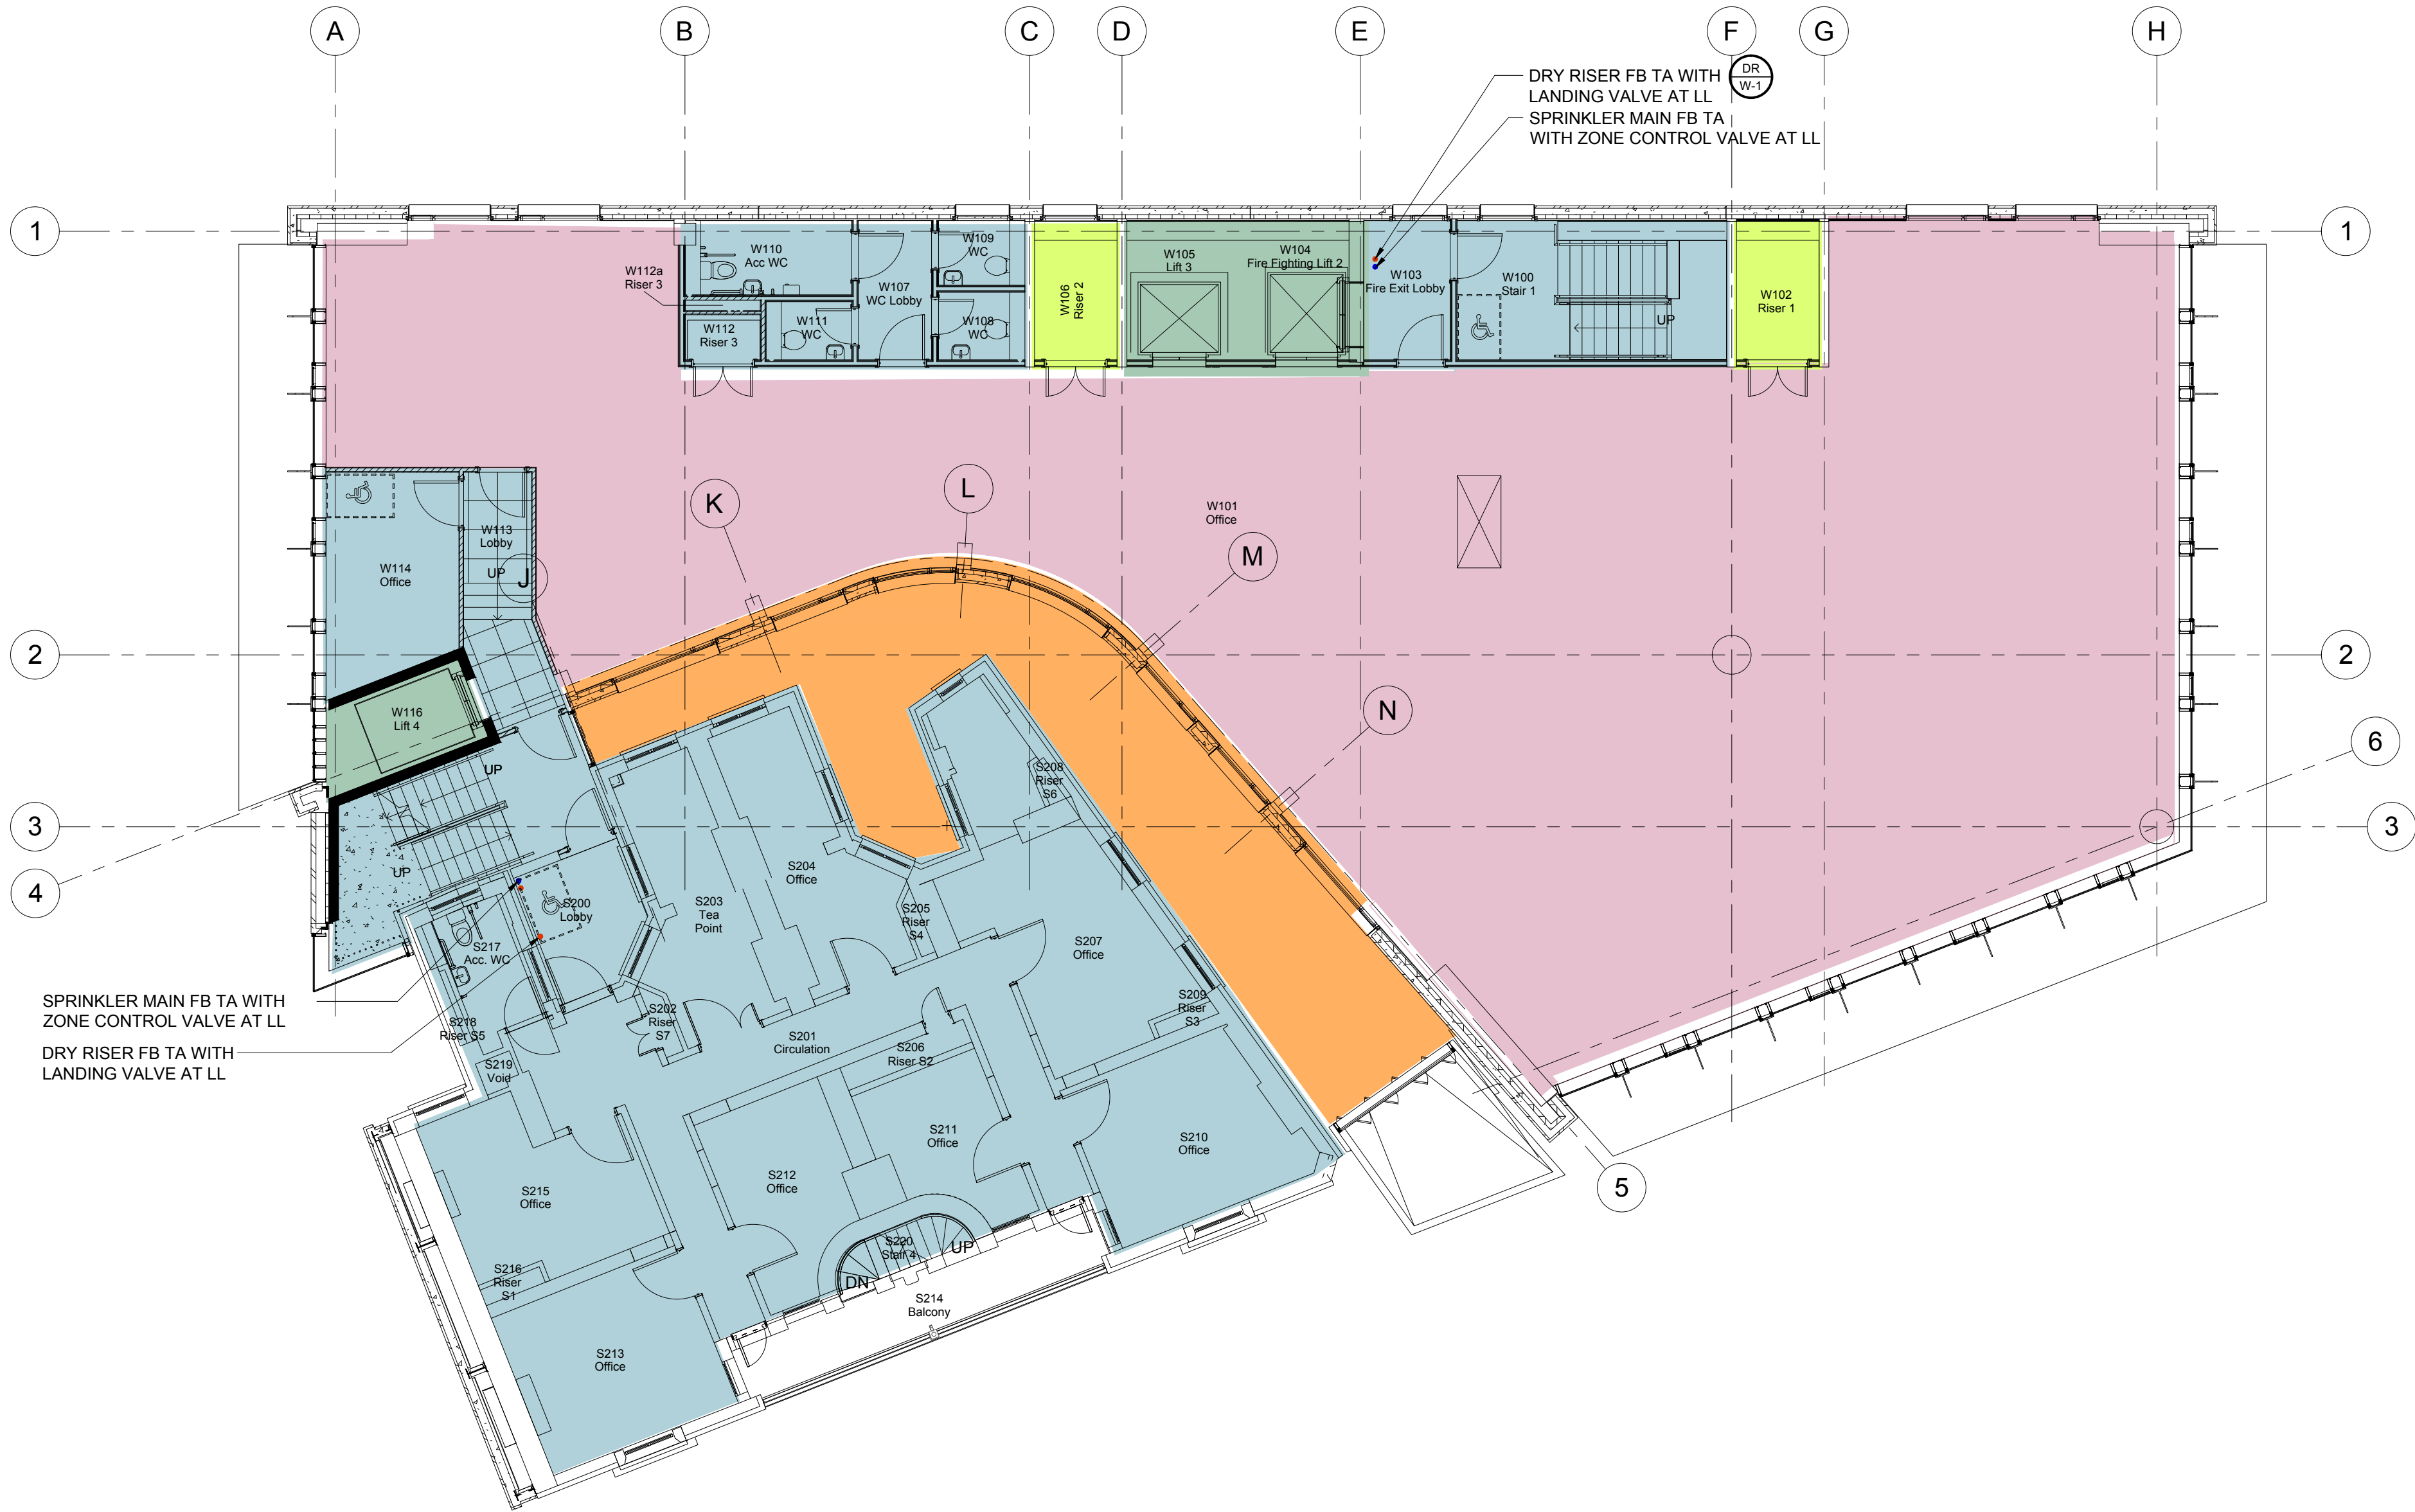 A
B
C
D
E
F
G
H
DRY RISER FB TA WITH
LANDING VALVE AT LL
DR
W-1
SPRINKLER MAIN FB TA
WITH ZONE CONTROL VALVE AT LL
1
1
W110
Acc WC
W109
WC
W112a
Riser 3
W107
WC Lobby
W106
Riser 2
W105
Lift 3
W104
Fire Fighting Lift 2
W103
Fire Exit Lobby
W100
Stair 1
UP
W102
Riser 1
W112
Riser 3
W111
WC
W108
WC
K
L
M
N
W101
Office
W113
Lobby
UP
J
W114
Office
2
2
W116
Lift 4
UP
UP
6
3
3
4
S208
Riser
S6
S204
Office
S203
Tea
Point
S200
Lobby
S205
Riser
S4
S217
Acc. WC
S207
Office
SPRINKLER MAIN FB TA WITH
ZONE CONTROL VALVE AT LL
DRY RISER FB TA WITH
LANDING VALVE AT LL
S218
Riser S5
S202
Riser
S7
S209
Riser
S3
S201
Circulation
S206
Riser S2
S219
Void
S211
Office
S210
Office
S212
Office
S215
Office
5
S220
Stair 4
UP
DN
S216
Riser
S1
S214
Balcony
S213
Office